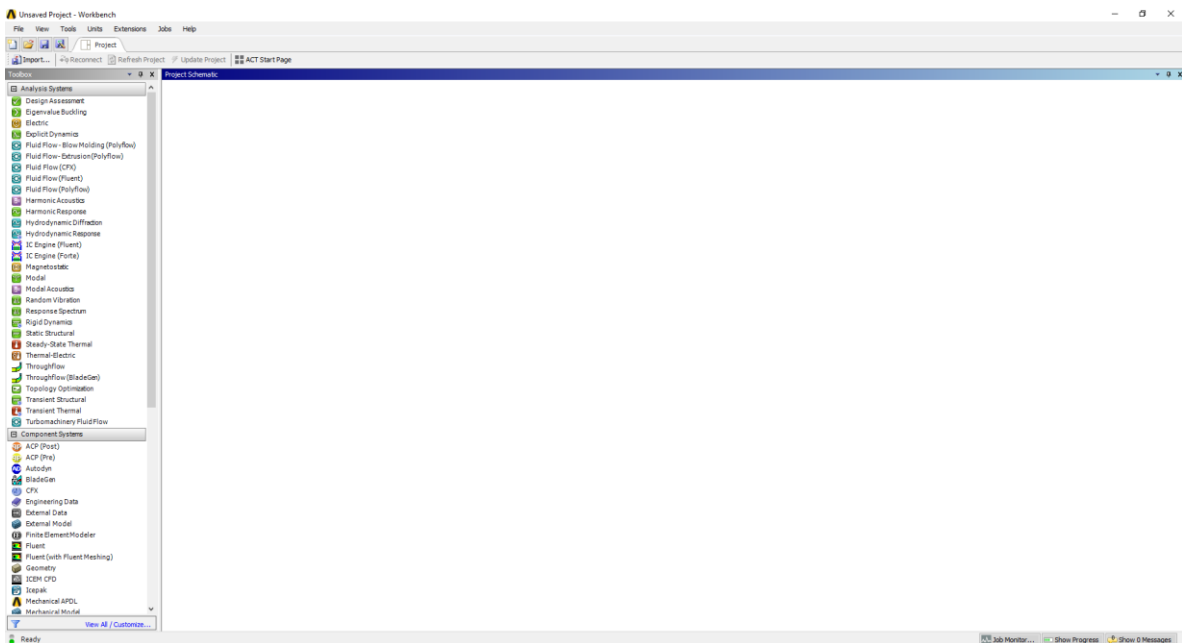 Unsaved Project - Workbench
File View Tools Units Extensions Jobs Help
Project
Import... Reconnect Refresh Project Update Project ACT Start Page
Toolbox
Project Schematic
Analysis Systems
Design Assessment
Eigenvalue Buckling
Electric
Explicit Dynamics
Fluid Flow - Blow Molding (Polyflow)
Fluid Flow - Extrusion (Polyflow)
Fluid Flow (CFX)
Fluid Flow (Fluent)
Fluid Flow (Polyflow)
Harmonic Acoustics
Harmonic Response
Hydrodynamic Diffraction
Hydrodynamic Response
IC Engine (Fluent)
IC Engine (Forte)
Magnetostatic
Modal
Modal Acoustics
Random Vibration
Response Spectrum
Rigid Dynamics
Static Structural
Steady-State Thermal
Thermal-Electric
Throughflow
Throughflow (BladeGen)
Topology Optimization
Transient Structural
Transient Thermal
Turbomachinery Fluid Flow
Component Systems
ACP (Post)
ACP (Pre)
Autodyn
BladeGen
CFX
Engineering Data
External Data
External Model
Finite Element Modeler
Fluent
Fluent (with Fluent Meshing)
Geometry
ICEM CFD
Icepak
Mechanical APDL
Mechanical Model
View All / Customize...
Ready
Job Monitor... Show Progress Show 0 Messages